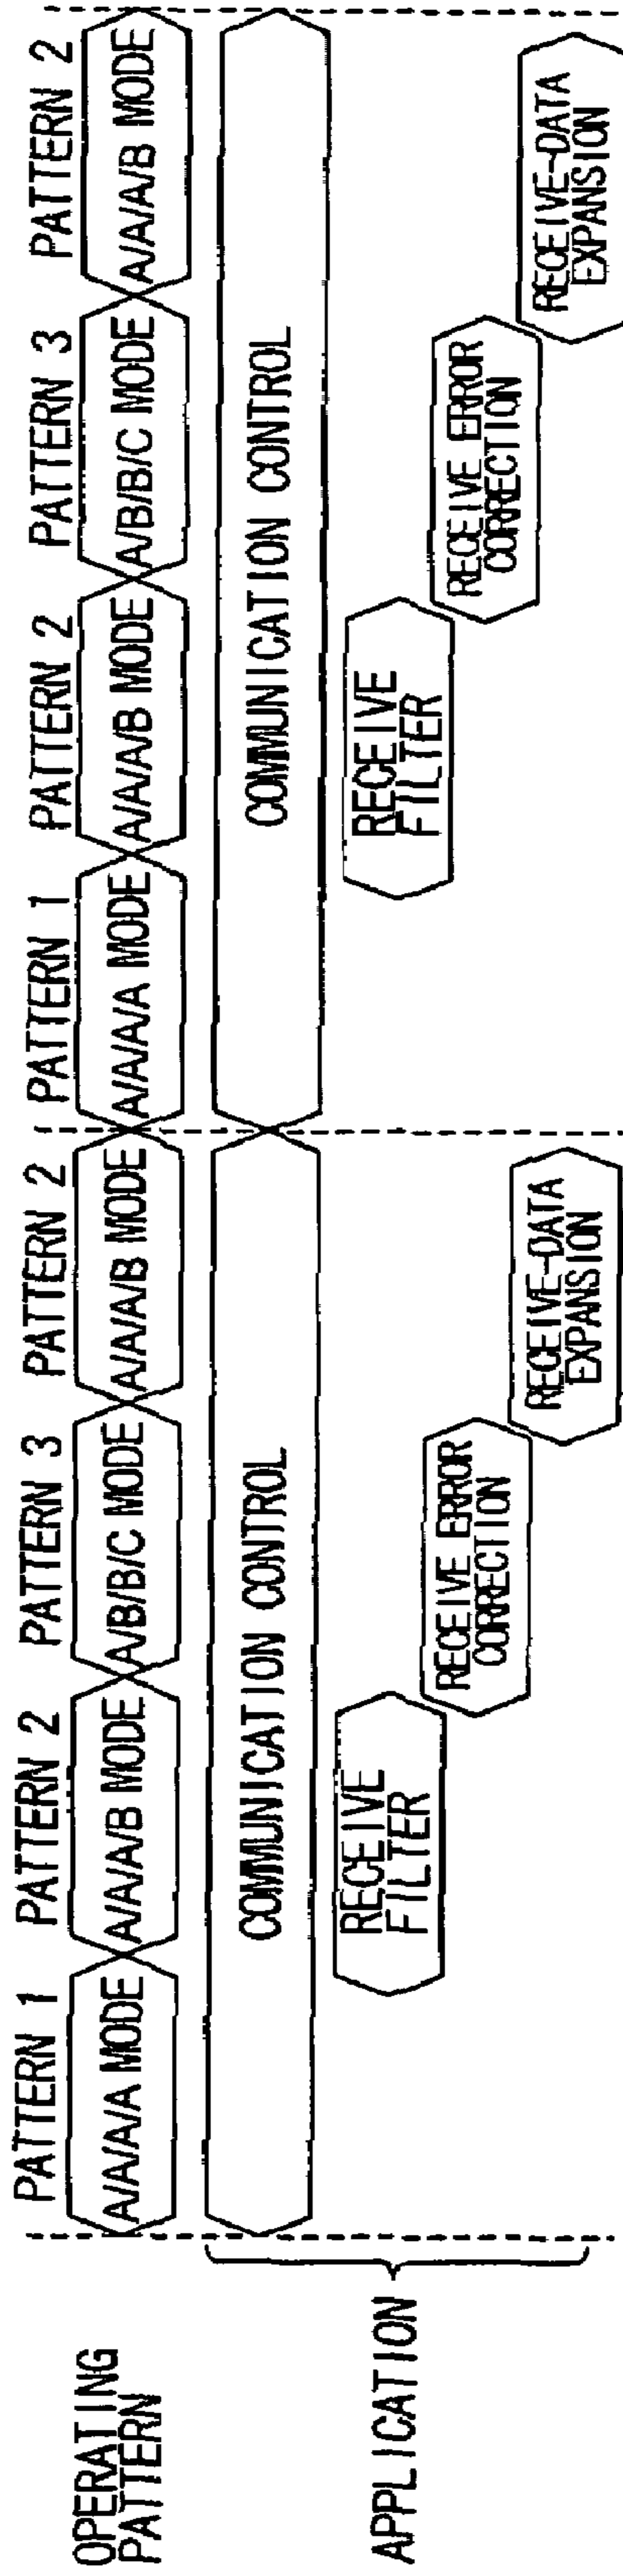 OPERATING
PATTERN
PATTERN 1
PATTERN 2
PATTERN 3
PATTERN 2
PATTERN 1
PATTERN 2
PATTERN 3
PATTERN 2
A/A/A/A MODE
A/A/A/B MODE
A/B/B/C MODE
A/A/A/B MODE
A/A/A/A MODE
A/A/A/B MODE
A/B/B/C MODE
A/A/A/B MODE
APPLICATION
COMMUNICATION CONTROL
COMMUNICATION CONTROL
RECEIVE
FILTER
RECEIVE
FILTER
RECEIVE ERROR
CORRECTION
RECEIVE ERROR
CORRECTION
RECEIVE-DATA
EXPANSION
RECEIVE-DATA
EXPANSION